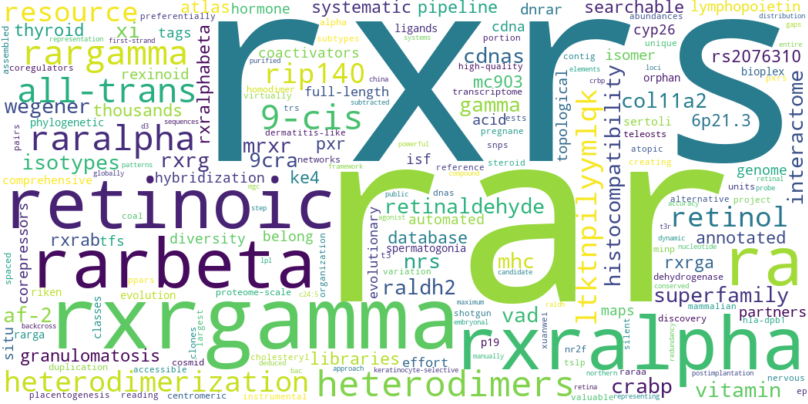 resource
atlas
hormone
systematic
pipeline
searchable
lymphopoietin
preferentially
thyroid
xi
tags
alpha
subtypes
ligands
cdna
dnrar
abundances
distribution
gaps
assembled
representation
first-strand
coactivators
portion
cdnas
contig
unique
entire
rargamma
rexinoid
rip140
high-quality
cyp26
isomer
rs2076310
coregulators
purified
homodimer
virtually
full-length
mc903
transcriptome
elements
loci
orphan
bioplex
all-trans
rxralphabeta
systems
china
subtracted
crbp
topological
col11a2
wegener
thousands
9-cis
trs
dermatitis-like
gamma
ests
sertoli
6p21.3
phylogenetic
raralpha
rxrg
mrxr
pxr
acid
pregnane
snps
teleosts
atopic
interactome
pairs
d3
sequences
patterns
isotypes
9cra
networks
isf
reference
steroid
powerful
compound
framework
creating
genome
retinal
probe
comprehensive
globally
hybridization
ke4
rxrs
rar
ltktnpilyymlqk
histocompatibility
units
alternative
project
accuracy
retinoic
corepressors
mgc
step
public
dnas
retinaldehyde
agonist
automated
retinol
t3r
dynamic
nucleotide
rxrab
tfs
diversity
belong
evolutionary
database
spermatogonia
t3
variation
mhc
candidate
annotated
minp
rxrga
dehydrogenase
conserved
ra
spaced
coal
rarbeta
lpl
organization
nrs
raldh2
superfamily
partners
riken
evolution
ppars
proteome-scale
c24.5
maximum
shotgun
embryonal
raldh
maps
mammalian
discovery
af-2
rarga
backcross
classes
clones
largest
rxrgamma
vad
xuanwei
silent
hla-dpb1
redundancy
situ
granulomatosis
cosmid
cholesteryl
deduced
libraries
effort
p19
nr2f
tslp
raraa
rxralpha
postimplantation
nervous
duplication
accessible
bac
approach
keratinocyte-selective
manually
retina
northern
representing
heterodimerization
heterodimers
crabp
vitamin
ep
placentogenesis
reading
centromeric
instrumental
valuable